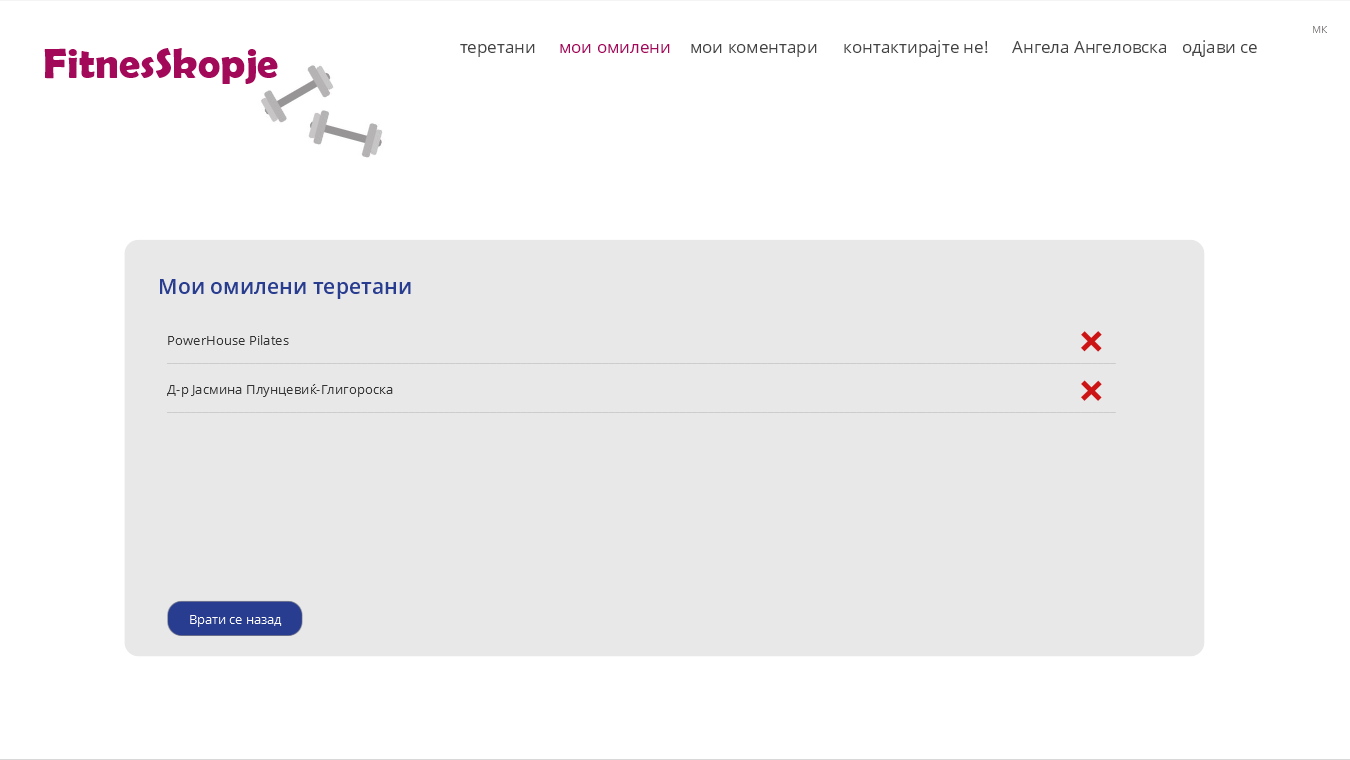 мк
FitnesSkopje
теретани мои омилени мои коментари контактирајте не! Ангела Ангеловска одјави се
Мои омилени теретани
PowerHouse Pilates
Д-р Јасмина Плунцевиќ-Глигороска
Врати се назад